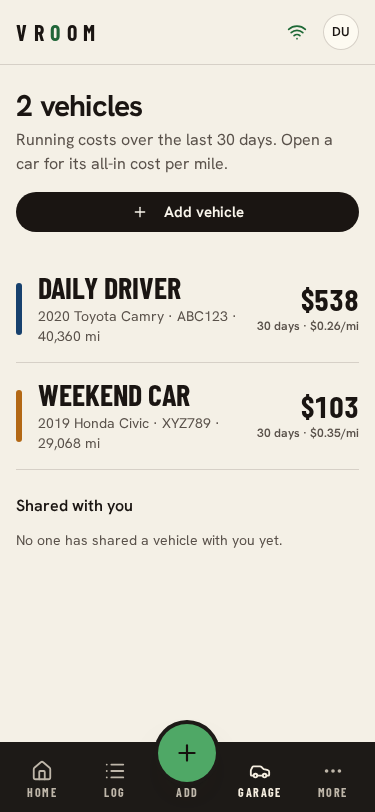 VROOM
DU
2 vehicles
Running costs over the last 30 days. Open a
car for its all-in cost per mile.
+ Add vehicle
DAILY DRIVER
2020 Toyota Camry · ABC123 ·
40,360 mi
$538
30 days · $0.26/mi
WEEKEND CAR
2019 Honda Civic · XYZ789 ·
29,068 mi
$103
30 days · $0.35/mi
Shared with you
No one has shared a vehicle with you yet.
HOME
LOG
ADD
GARAGE
MORE